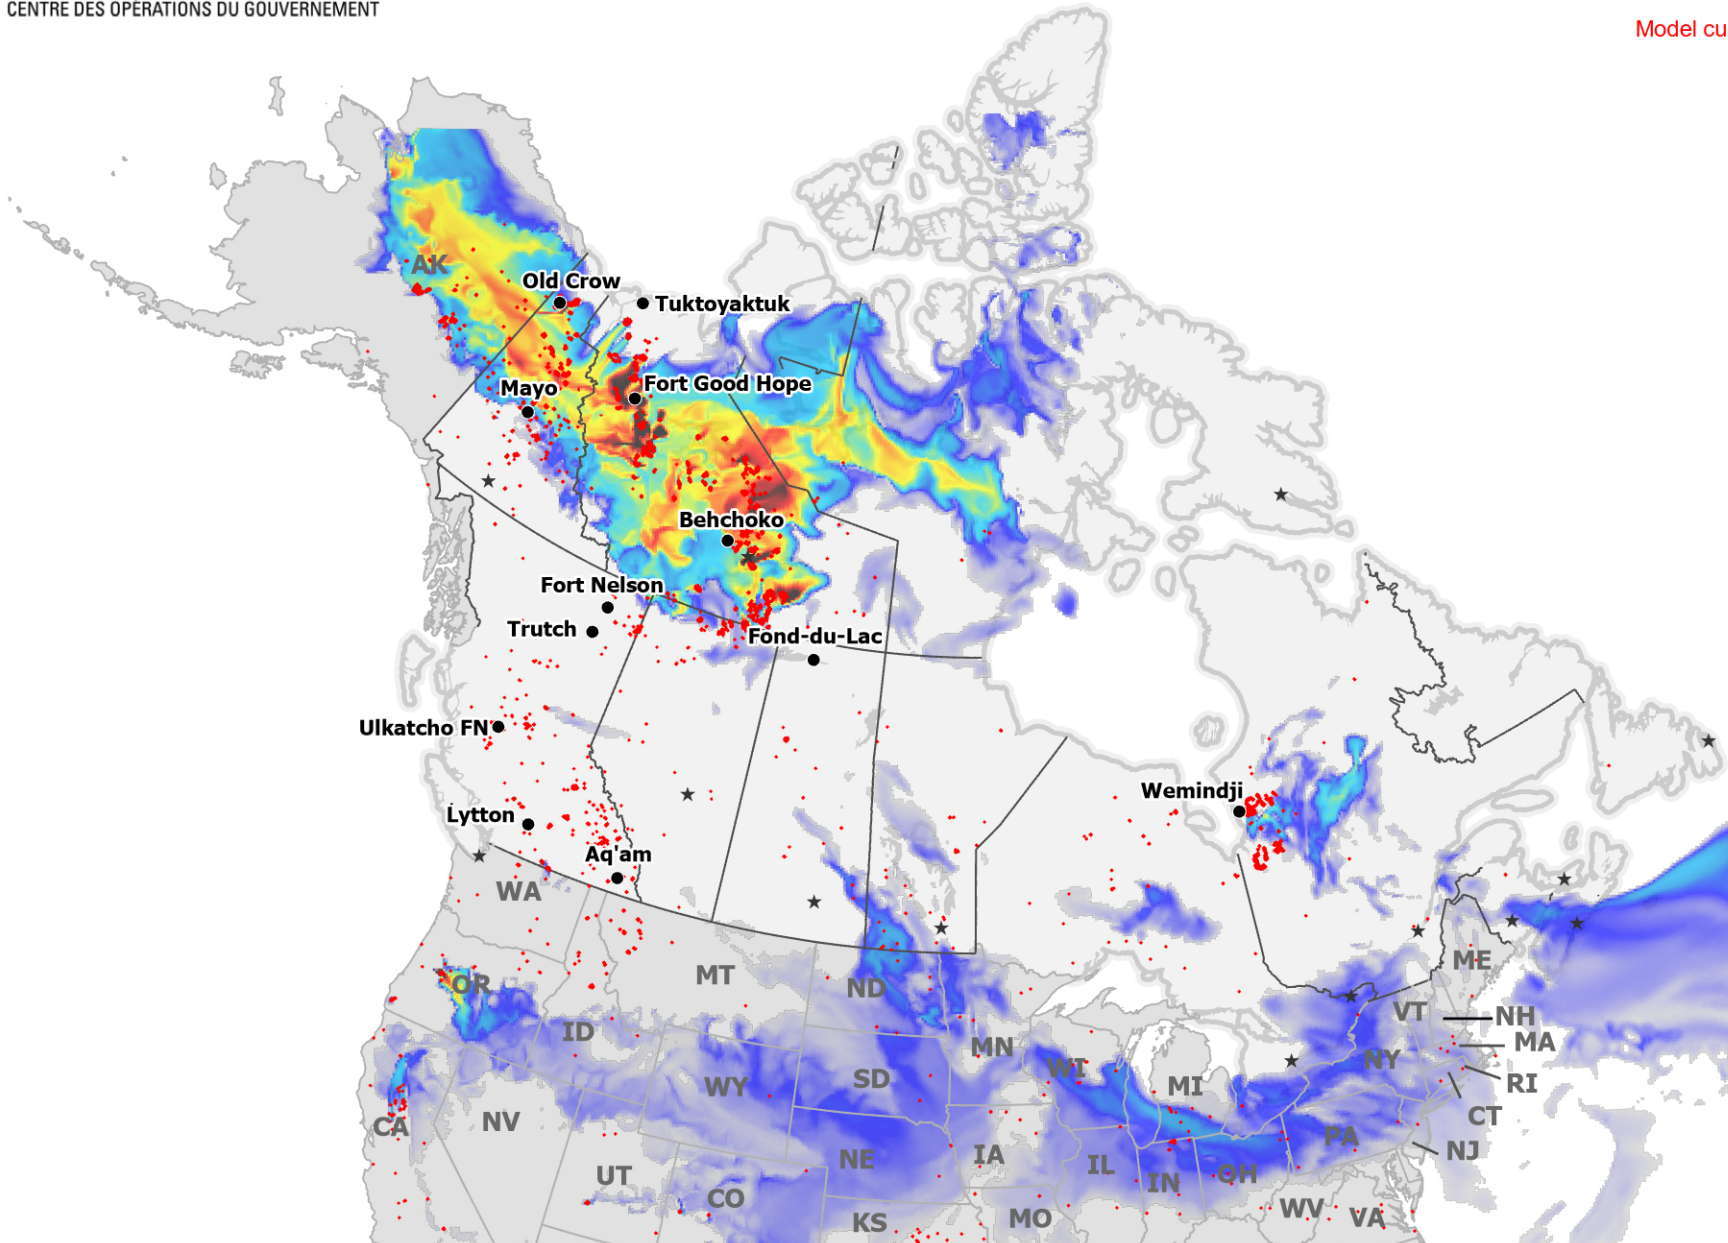 CENTRE DES OPÉRATIONS DU GOUVERNEMENT
Model cu
AK
Old Crow
Tuktoyaktuk
Mayo
Fort Good Hope
Behchoko
Fort Nelson
Trutch
Fond-du-Lac
Ulkatcho FN
Wemindji
Lytton
Aq'am
WA
MT
ND
OR
ME
VT
NH
ID
MN
MA
WI
NY
SD
WY
MI
RI
NV
CA
CT
PA
NJ
NE
IA
IL
UT
IN
OH
CO
KS
MO
WV
VA